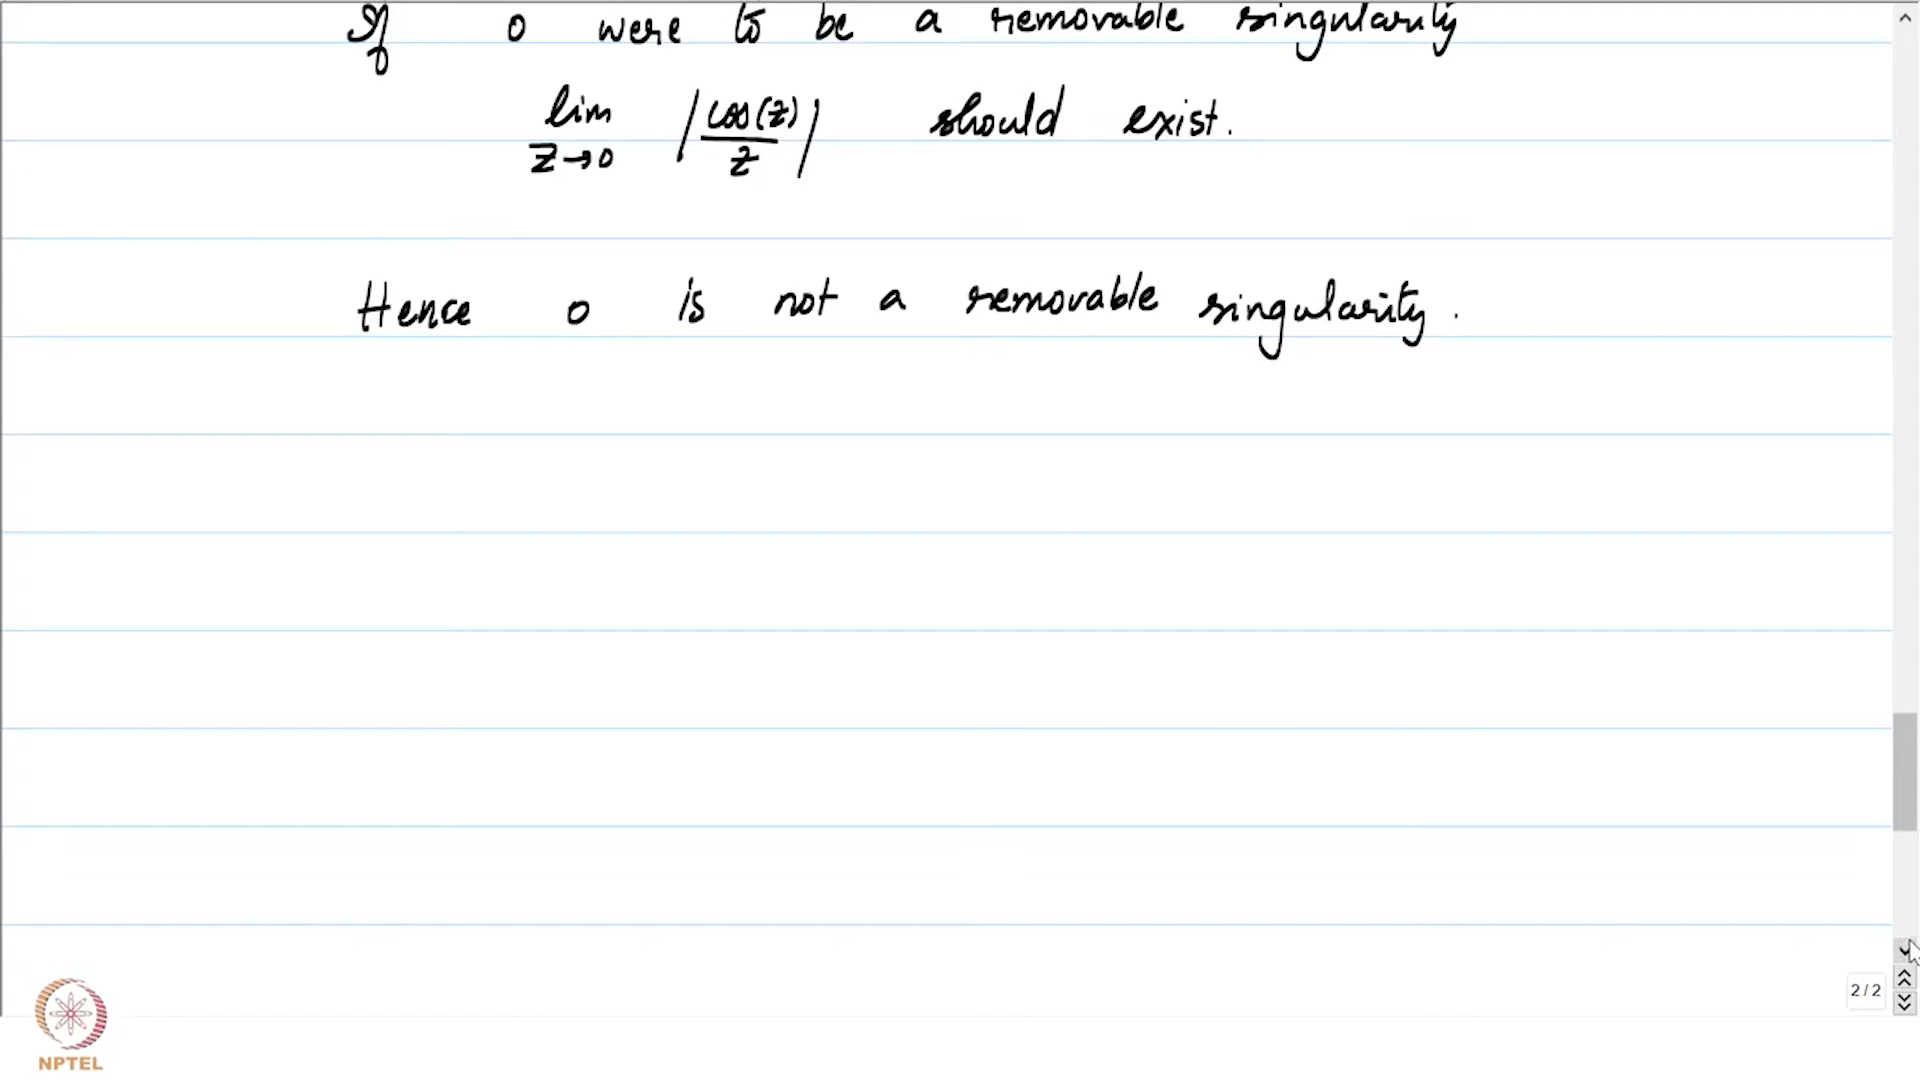 If 0 were to be a removable singularity
lim z→0 |cos(z)/z| should exist.
Hence 0 is not a removable singularity.
2 / 2
NPTEL